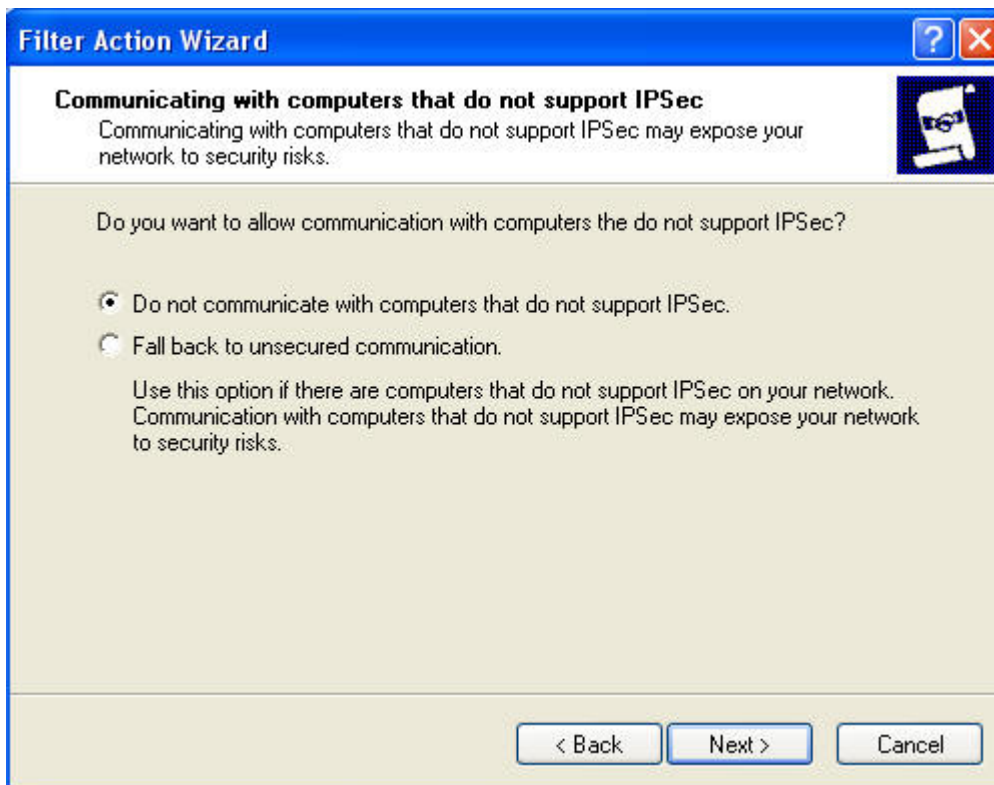 Filter Action Wizard
?
Communicating with computers that do not support IPSec
Communicating with computers that do not support IPSec may expose your
network to security risks.
Do you want to allow communication with computers the do not support IPSec?
Do not communicate with computers that do not support IPSec.
Fall back to unsecured communication.
Use this option if there are computers that do not support IPSec on your network.
Communication with computers that do not support IPSec may expose your network
to security risks.
< Back
Next >
Cancel